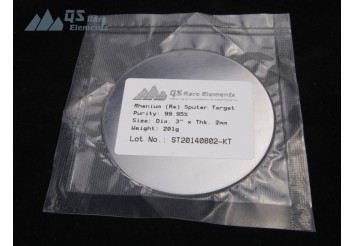 QS Rare
Elements
QS Rare Elements
Rhenium (Re) Sputer Target
Purity: 99.95%
Size: Dia. 3" x Thk. 2mm
Weight: 201g
Lot No.: ST20140802-KT